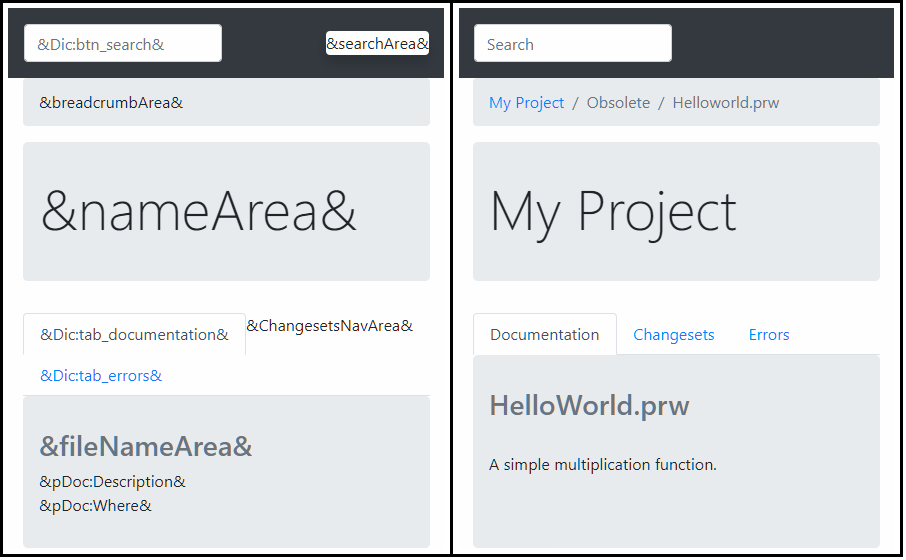 &Dic:btn_search&
&searchArea&
&breadcrumbArea&
&nameArea&
&Dic:tab_documentation&
&ChangesetsNavArea&
&Dic:tab_errors&
&fileNameArea&
&pDoc:Description&
&pDoc:Where&
Search
My Project / Obsolete / Helloworld.prw
My Project
Documentation
Changesets
Errors
HelloWorld.prw
A simple multiplication function.